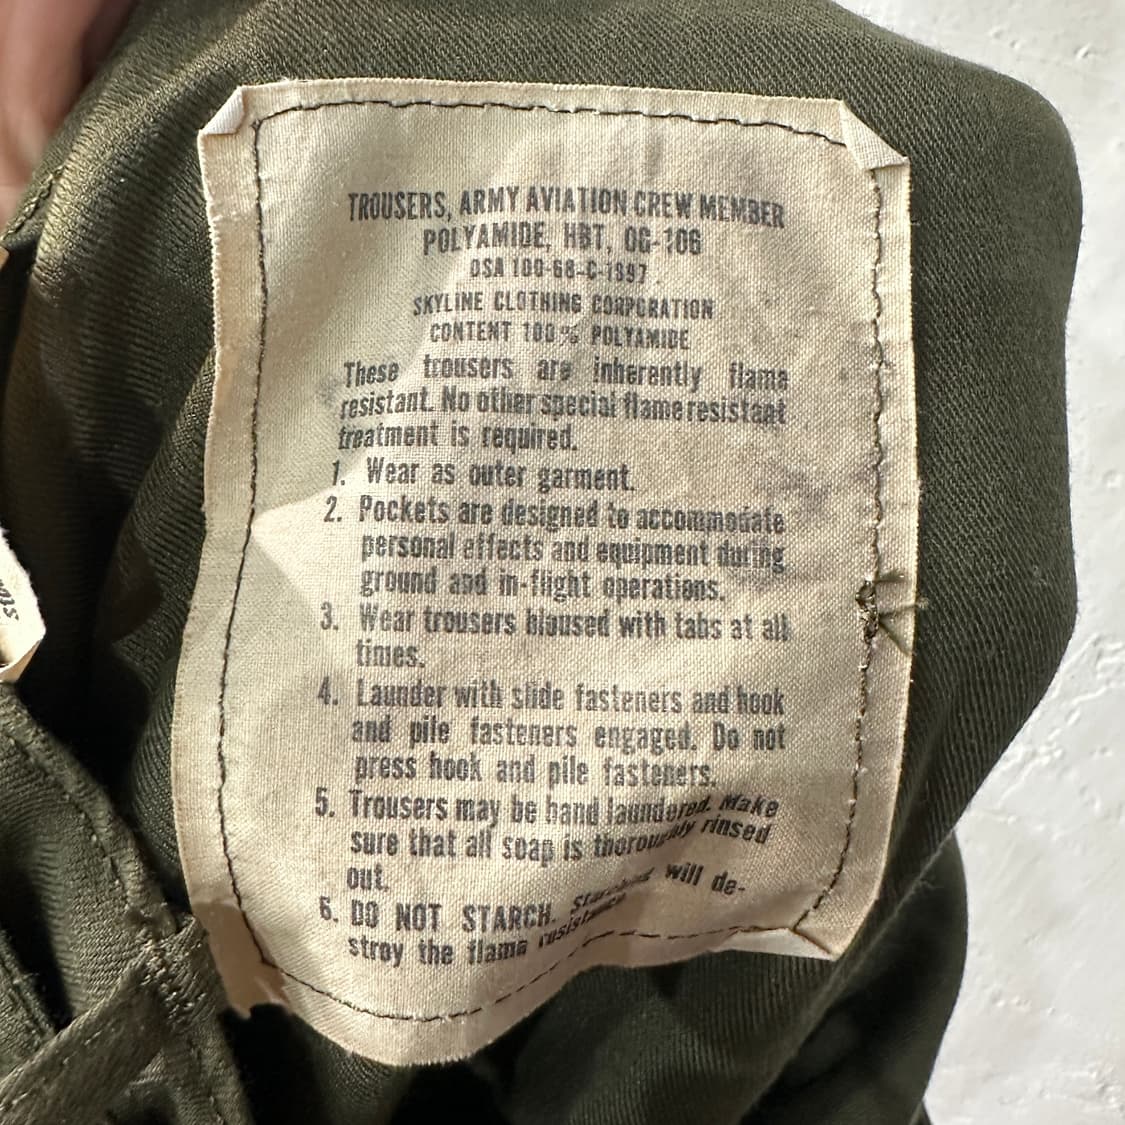 TROUSERS, ARMY AVIATION CREW MEMBER
POLYAMIDE, HBT, OG-106
DSA 100-68-C-1997
SKYLINE CLOTHING CORPORATION
CONTENT 100% POLYAMIDE
These trousers are inherently flame
resistant. No other special flame resistant
treatment is required.
1. Wear as outer garment.
2. Pockets are designed to accommodate
personal effects and equipment during
ground and in-flight operations.
3. Wear trousers bloused with tabs at all
times.
4. Launder with slide fasteners and hook
and pile fasteners engaged. Do not
press hook and pile fasteners.
5. Trousers may be hand laundered. Make
sure that all soap is thoroughly rinsed
out.
6. DO NOT STARCH. Starching will de-
stroy the flame resistance